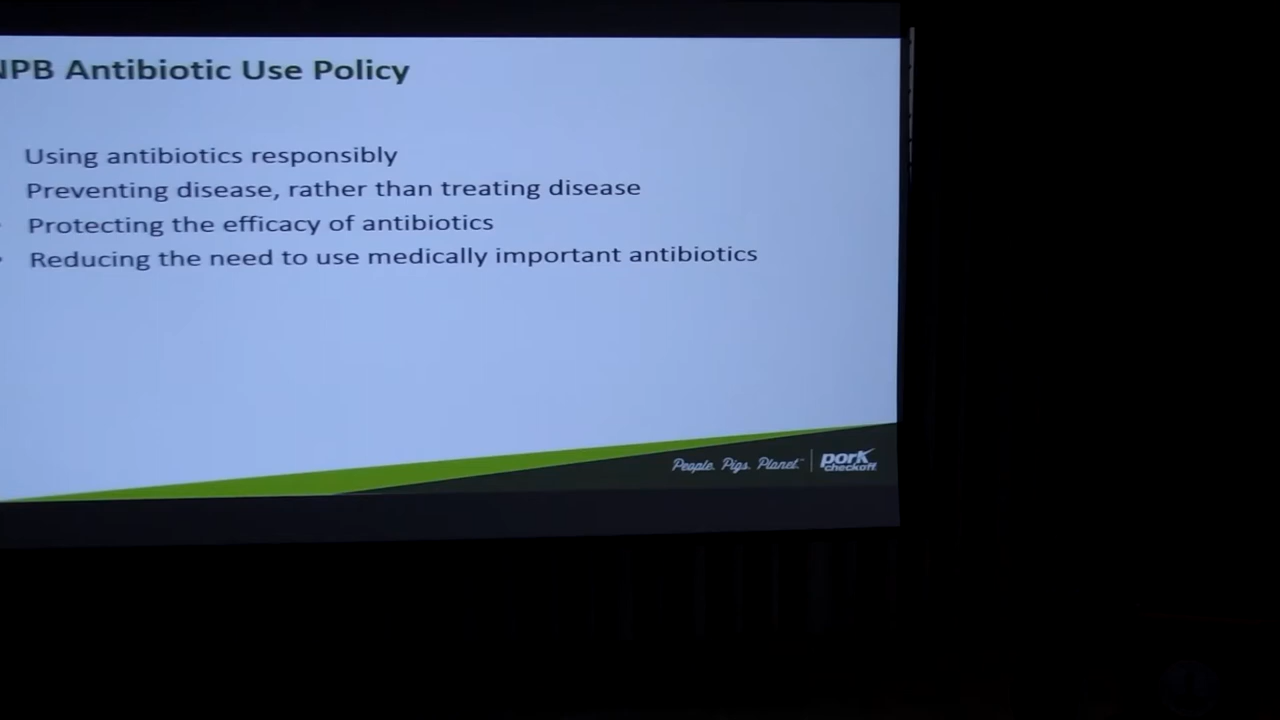 NPB Antibiotic Use Policy
Using antibiotics responsibly
Preventing disease, rather than treating disease
Protecting the efficacy of antibiotics
Reducing the need to use medically important antibiotics
People. Pigs. Planet.™
pork
checkoff